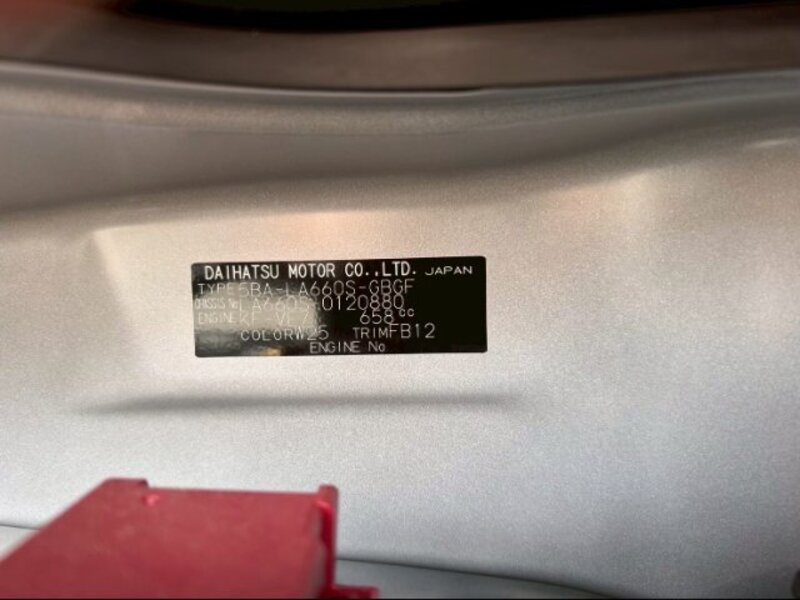 DAIHATSU MOTOR CO.,LTD. JAPAN
TYPE 5BA-LA660S-GBGF
CHASSIS No LA660S-0120880
ENGINE KF 658cc
COLOR W25 TRIM FB12
ENGINE No